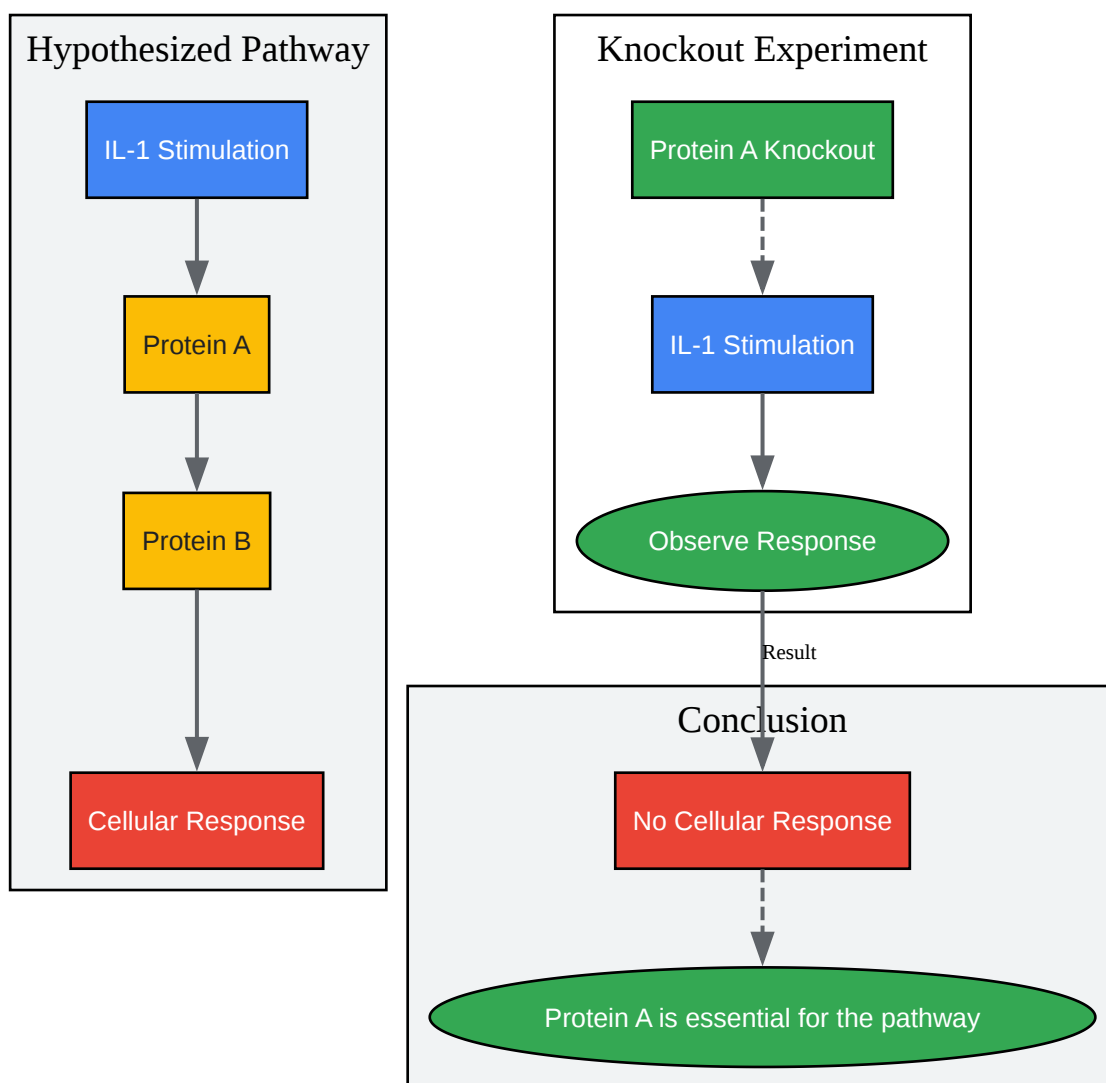 Hypothesized Pathway
IL-1 Stimulation
Protein A
Protein B
Cellular Response
Knockout Experiment
Protein A Knockout
IL-1 Stimulation
Observe Response
Result
Conclusion
No Cellular Response
Protein A is essential for the pathway